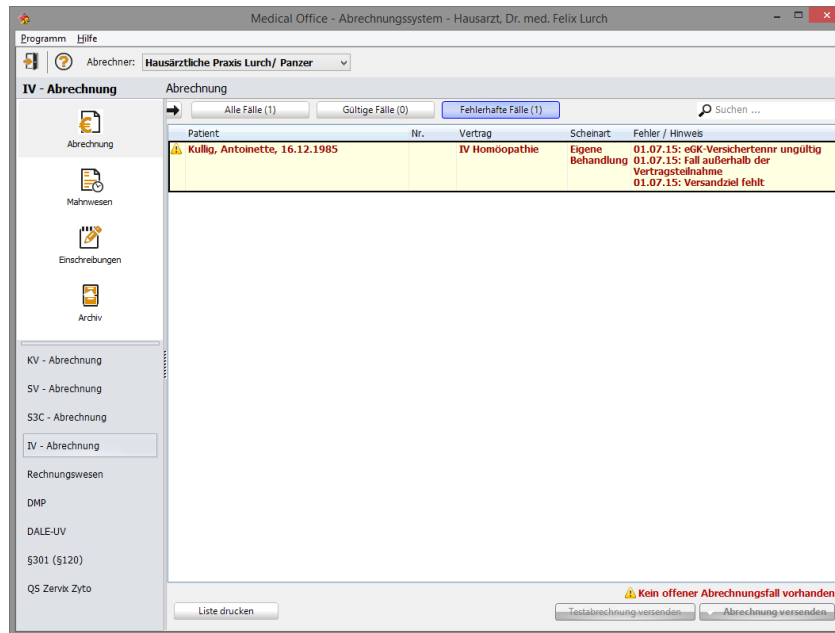 Medical Office - Abrechnungssystem - Hausarzt, Dr. med. Felix Lurch
Programm Hilfe
Abrechner: Hausärztliche Praxis Lurch/ Panzer
IV - Abrechnung
Abrechnung
Alle Fälle (1) Gültige Fälle (0) Fehlerhafte Fälle (1) Suchen ...
Patient Nr. Vertrag Scheinart Fehler / Hinweis
Kullig, Antoinette, 16.12.1985 IV Homöopathie Eigene 01.07.15: eGK-Versichertennr ungültig
Behandlung 01.07.15: Fall außerhalb der
Vertragsteilnahme
01.07.15: Versandziel fehlt
Abrechnung
Mahnwesen
Einschreibungen
Archiv
KV - Abrechnung
SV - Abrechnung
S3C - Abrechnung
IV - Abrechnung
Rechnungswesen
DMP
DALE-UV
§301 (§120)
QS Zervix Zyto
Kein offener Abrechnungsfall vorhanden
Liste drucken Testabrechnung versenden Abrechnung versenden